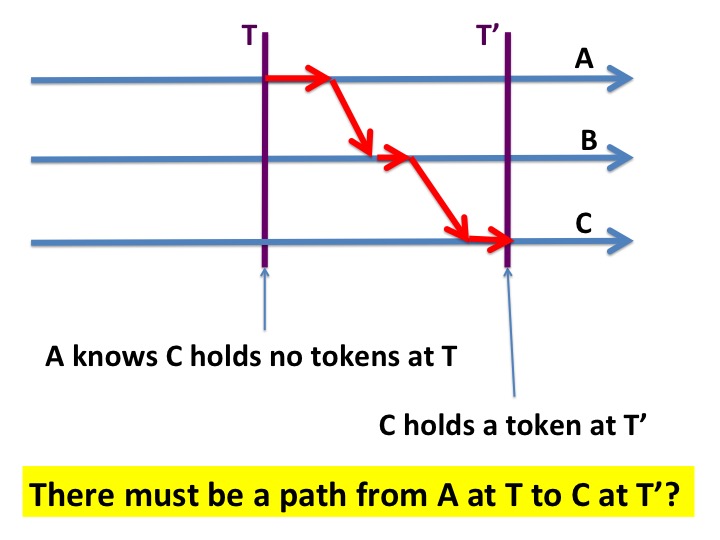 T
T’
A
B
C
A knows C holds no tokens at T
C holds a token at T’
There must be a path from A at T to C at T’?